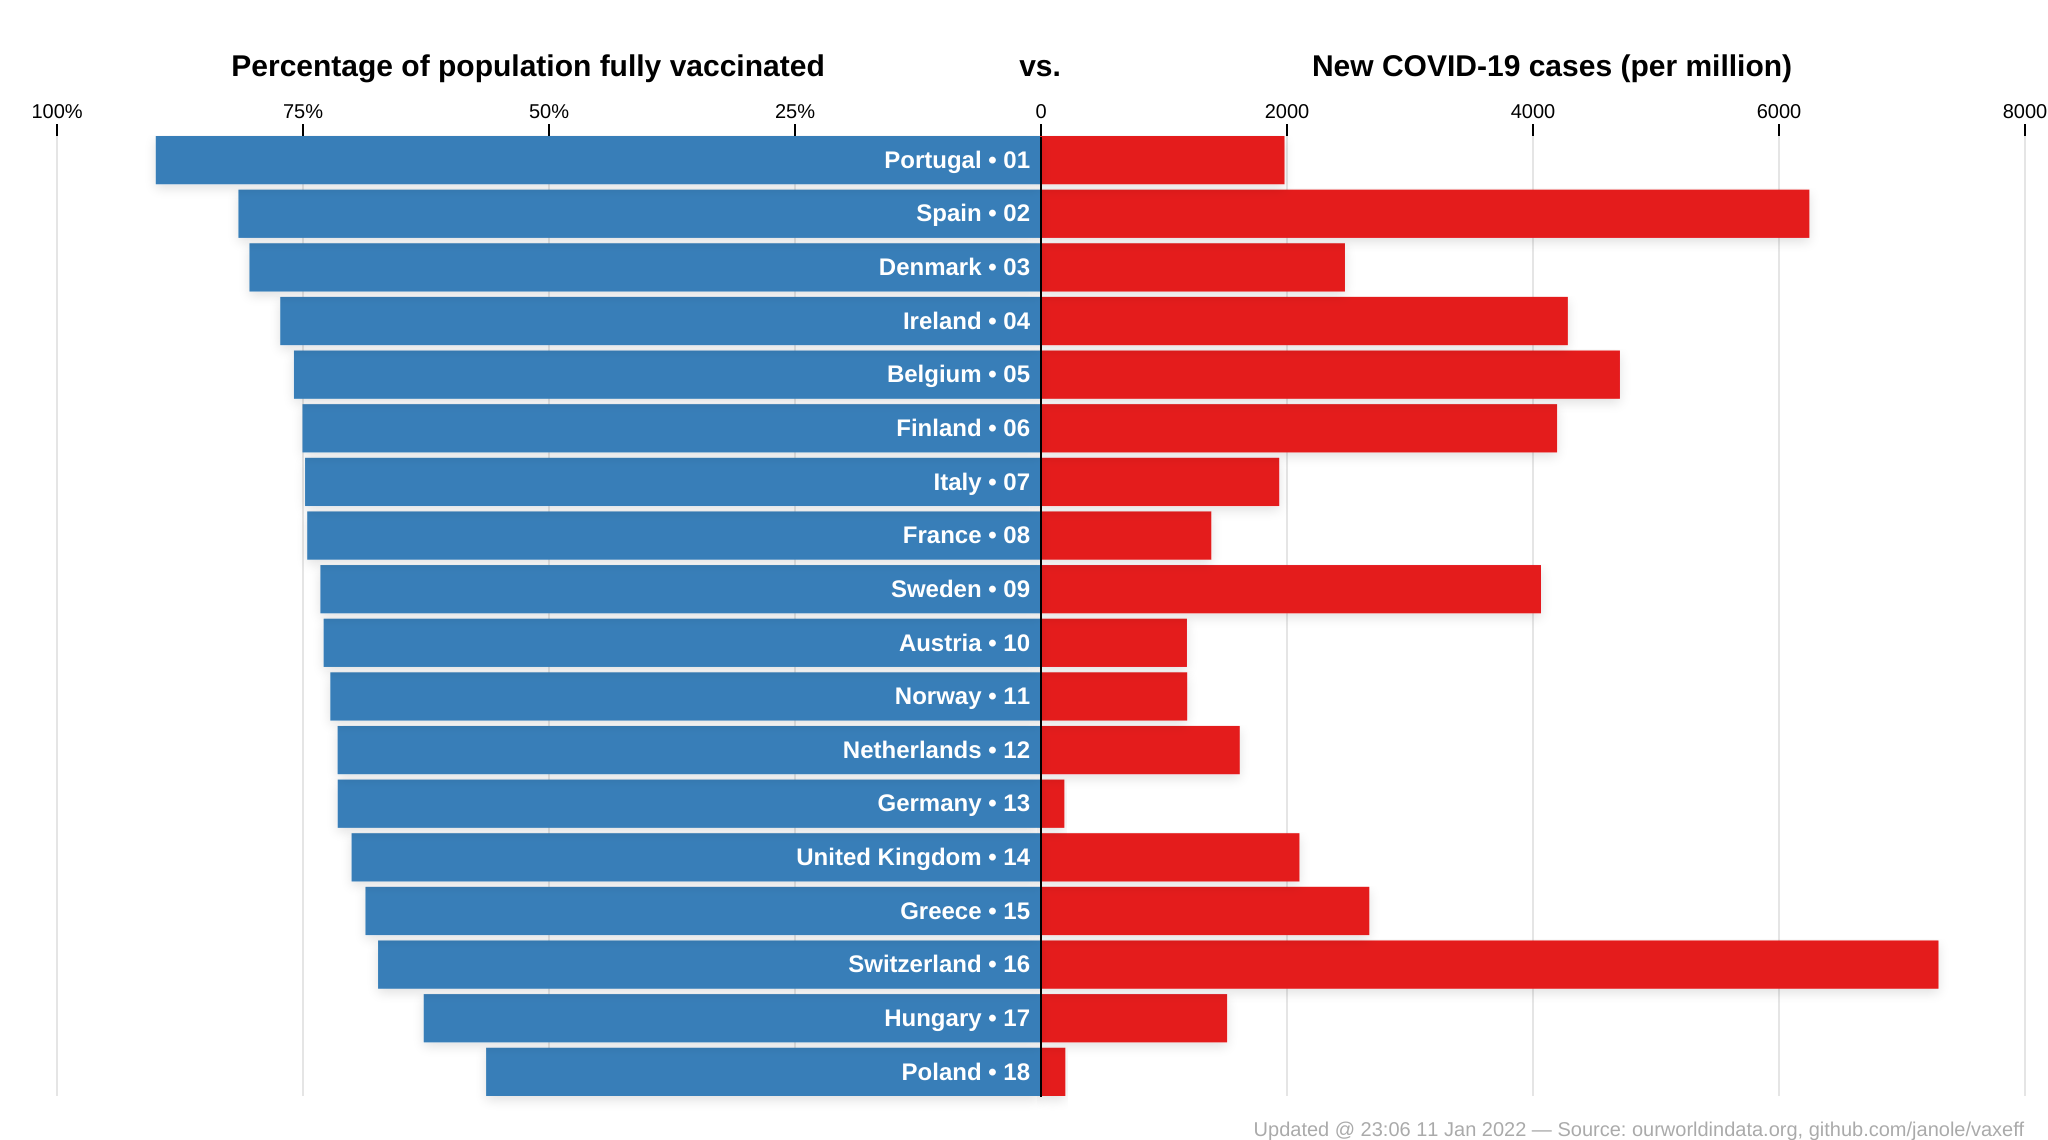 Percentage of population fully vaccinated vs. New COVID-19 cases (per million)
100% 75% 50% 25% 0 2000 4000 6000 8000
Portugal • 01
Spain • 02
Denmark • 03
Ireland • 04
Belgium • 05
Finland • 06
Italy • 07
France • 08
Sweden • 09
Austria • 10
Norway • 11
Netherlands • 12
Germany • 13
United Kingdom • 14
Greece • 15
Switzerland • 16
Hungary • 17
Poland • 18
Updated @ 23:06 11 Jan 2022 — Source: ourworldindata.org, github.com/janole/vaxeff